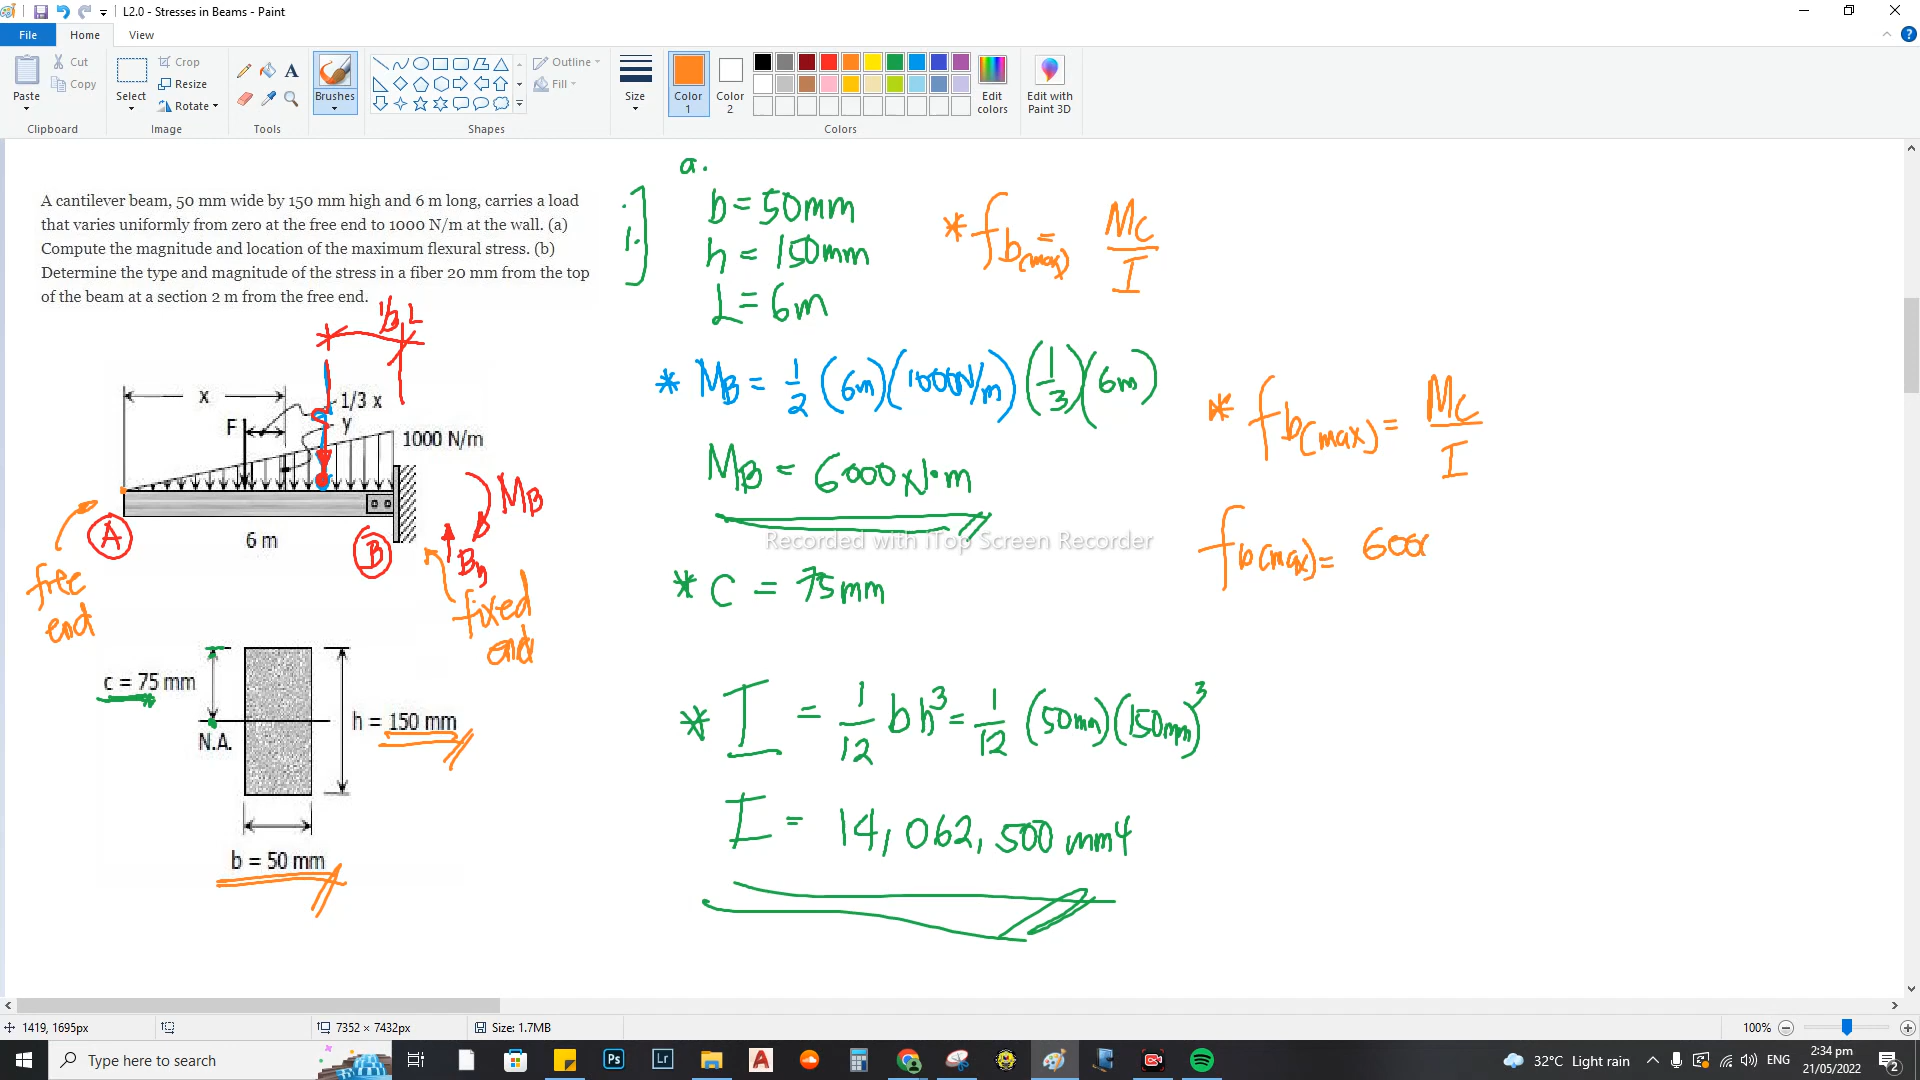 L2.0 - Stresses in Beams - Paint
File
Home
View
Paste
Cut
Copy
Clipboard
Select
Crop
Resize
Rotate
Image
Tools
Brushes
Shapes
Outline
Fill
Size
Color 1
Color 2
Edit colors
Colors
Edit with Paint 3D
A cantilever beam, 50 mm wide by 150 mm high and 6 m long, carries a load
that varies uniformly from zero at the free end to 1000 N/m at the wall. (a)
Compute the magnitude and location of the maximum flexural stress. (b)
Determine the type and magnitude of the stress in a fiber 20 mm from the top
of the beam at a section 2 m from the free end.
1/3 L
x
1/3 x
F
y
1000 N/m
MB
A
6 m
B
free end
fixed end
c = 75 mm
N.A.
h = 150 mm
b = 50 mm
a.
b = 50mm
h = 150mm
L = 6m
* fb(max) = Mc/I
* MB = 1/2 (6m)(1000N/m)(1/3)(6m)
MB = 6000 N·m
* C = 75mm
* I = 1/12 bh³ = 1/12 (50mm)(150mm)³
I = 14,062,500 mm4
* fb(max) = Mc/I
fb(max) = 600
Recorded with iTop Screen Recorder
1419, 1695px
7352 × 7432px
Size: 1.7MB
100%
Type here to search
Ps
Lr
32°C Light rain
ENG
2:34 pm
21/05/2022
2